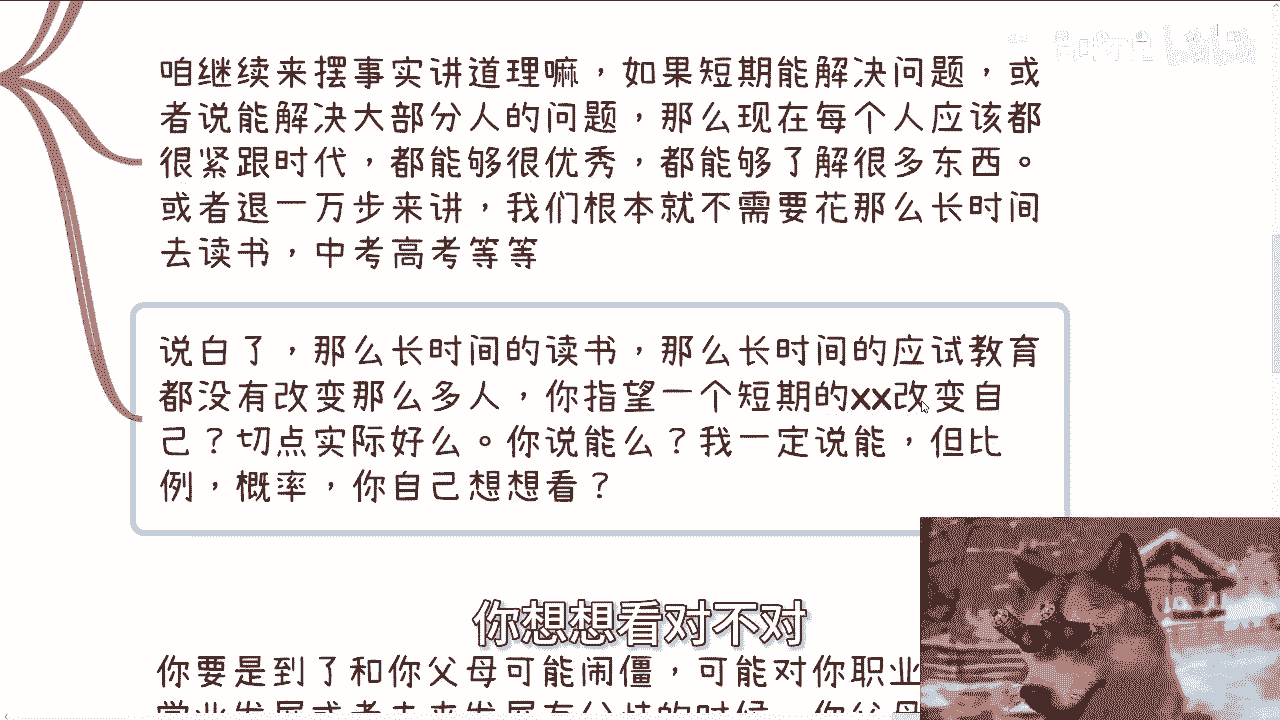 咱继续来摆事实讲道理嘛，如果短期能解决问题，或
者说能解决大部分人的问题，那么现在每个人应该都
很紧跟时代，都能够很优秀，都能够了解很多东西。
或者退一万步来讲，我们根本就不需要花那么长时间
去读书，中考高考等等
说白了，那么长时间的读书，那么长时间的应试教育
都没有改变那么多人，你指望一个短期的xx改变自
己？切点实际好么。你说能么？我一定说能，但比
例，概率，你自己想想看？
你想想看对不对
你要是到了和你父母可能闹僵，可能对你职业